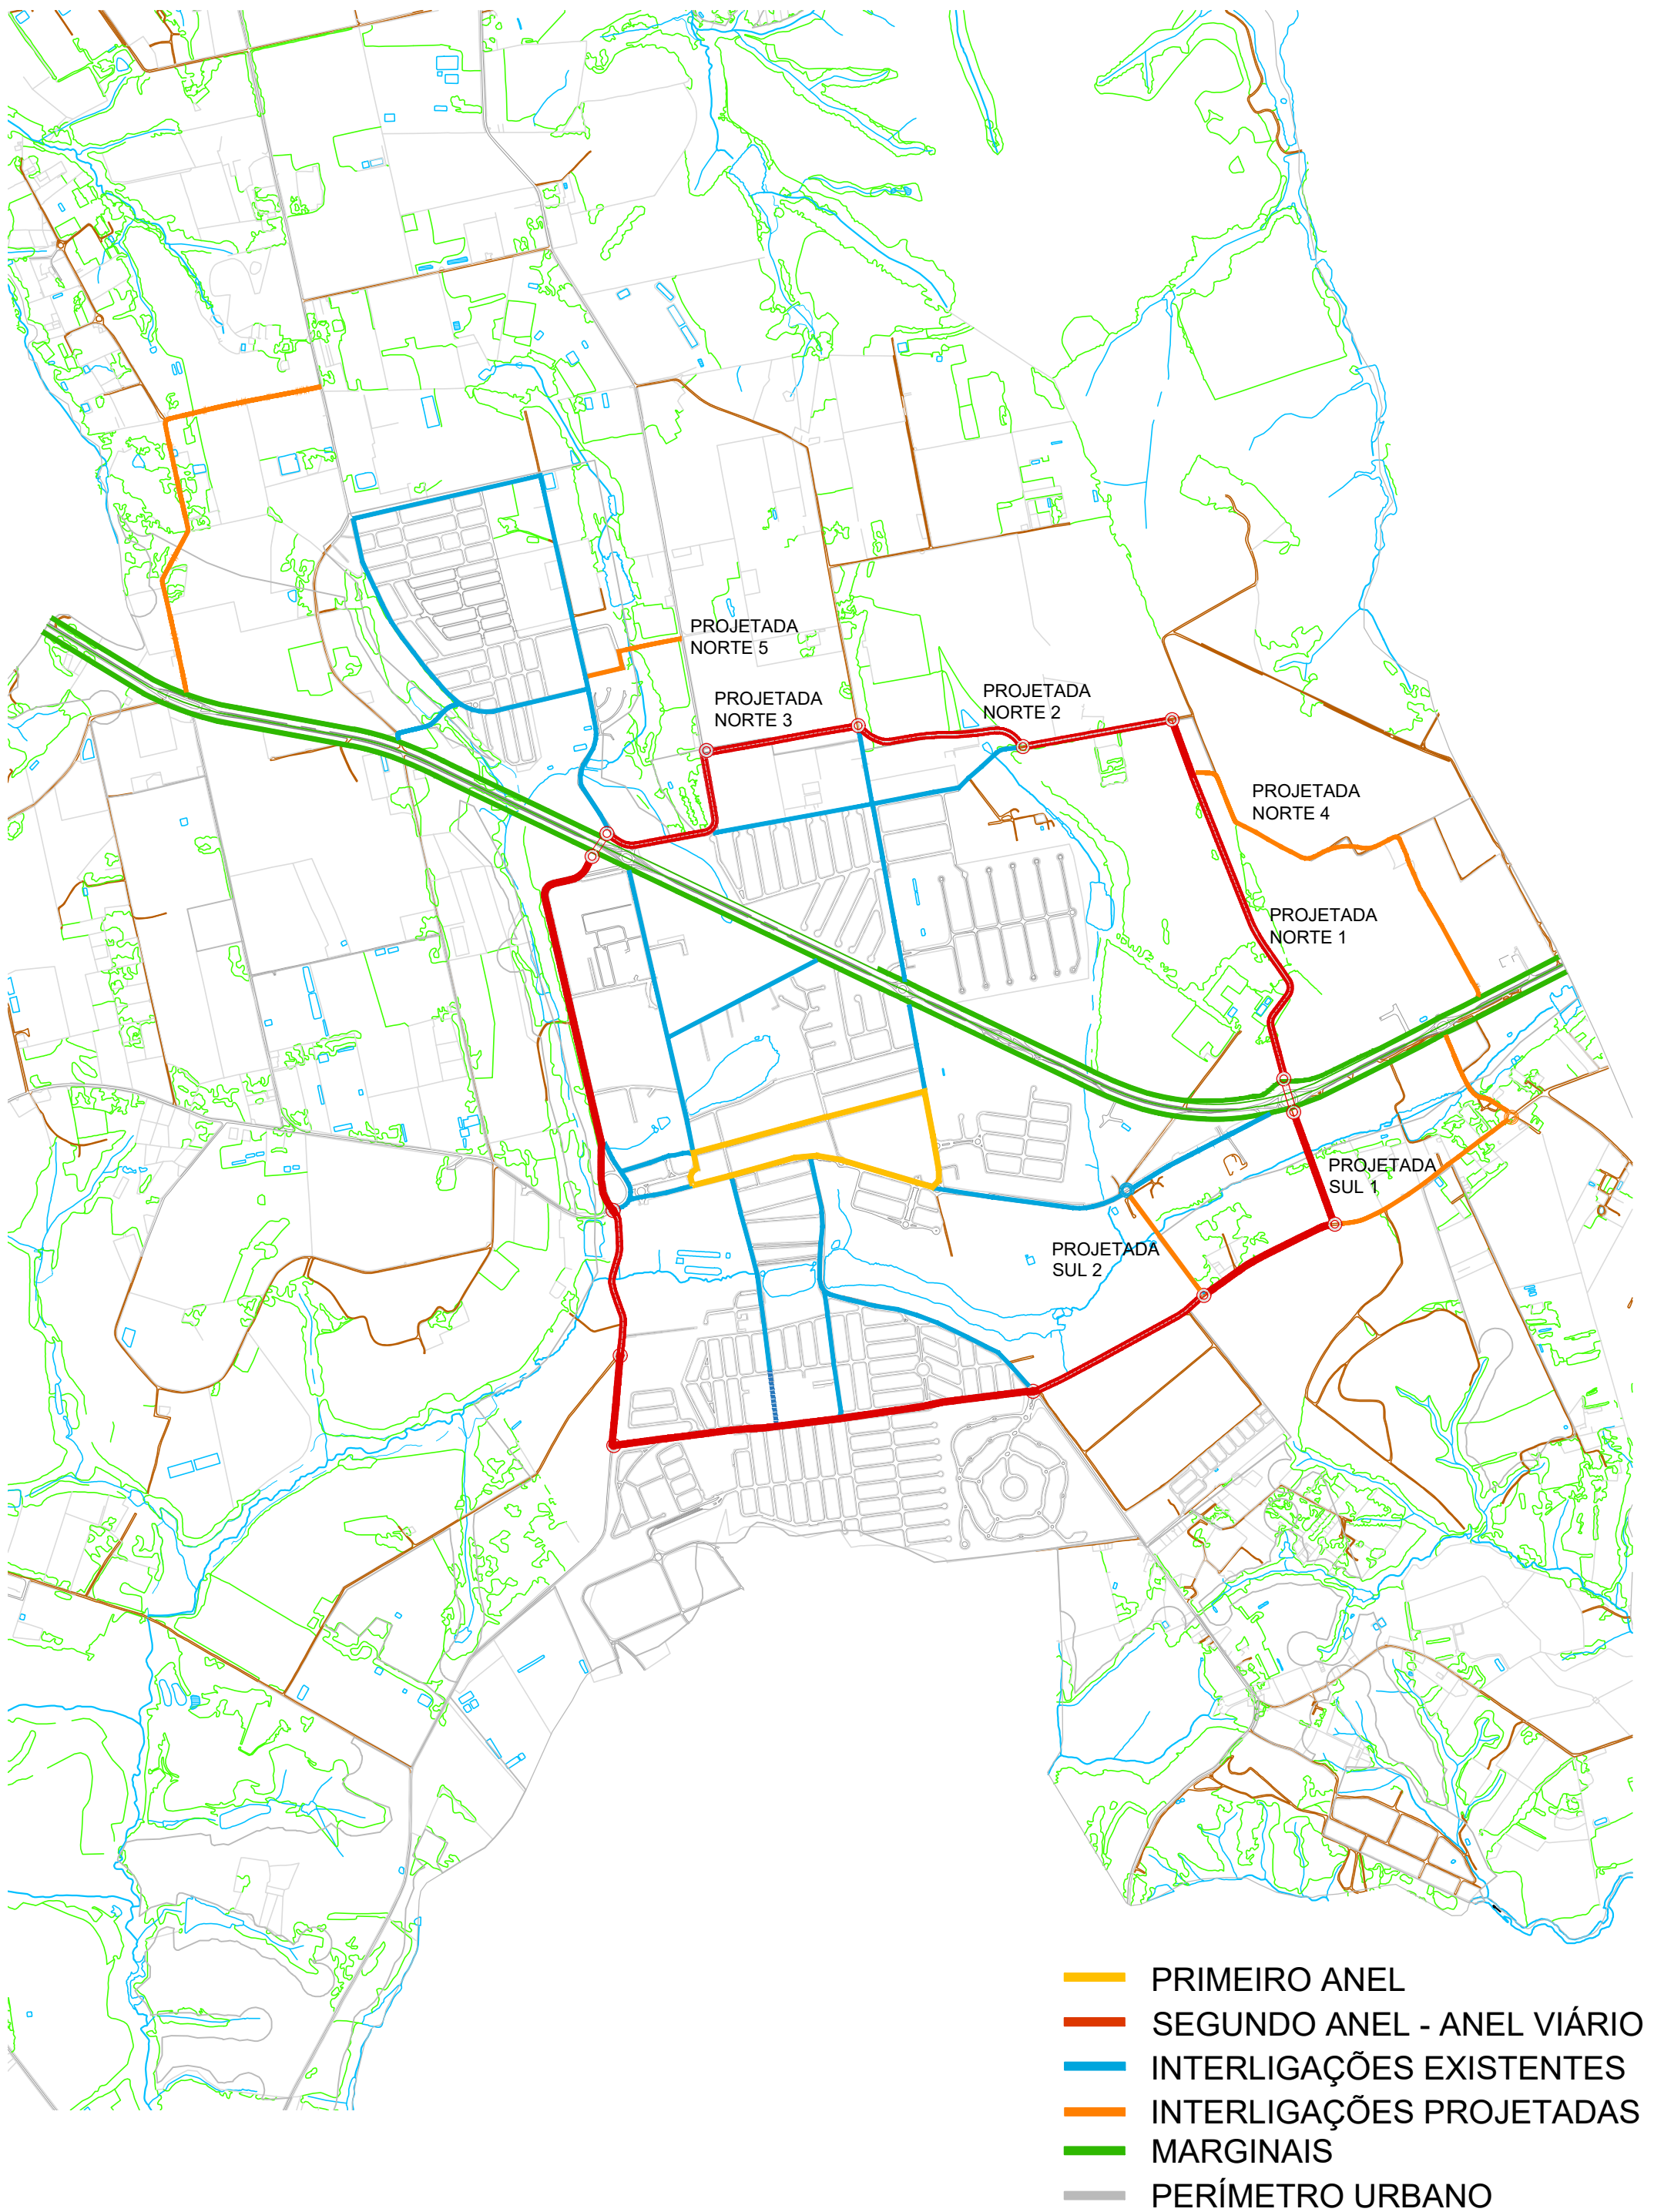 PROJETADA
NORTE 5
PROJETADA
NORTE 3
PROJETADA
NORTE 2
PROJETADA
NORTE 4
PROJETADA
NORTE 1
PROJETADA
SUL 1
PROJETADA
SUL 2
PRIMEIRO ANEL
SEGUNDO ANEL - ANEL VIÁRIO
INTERLIGAÇÕES EXISTENTES
INTERLIGAÇÕES PROJETADAS
MARGINAIS
PERÍMETRO URBANO